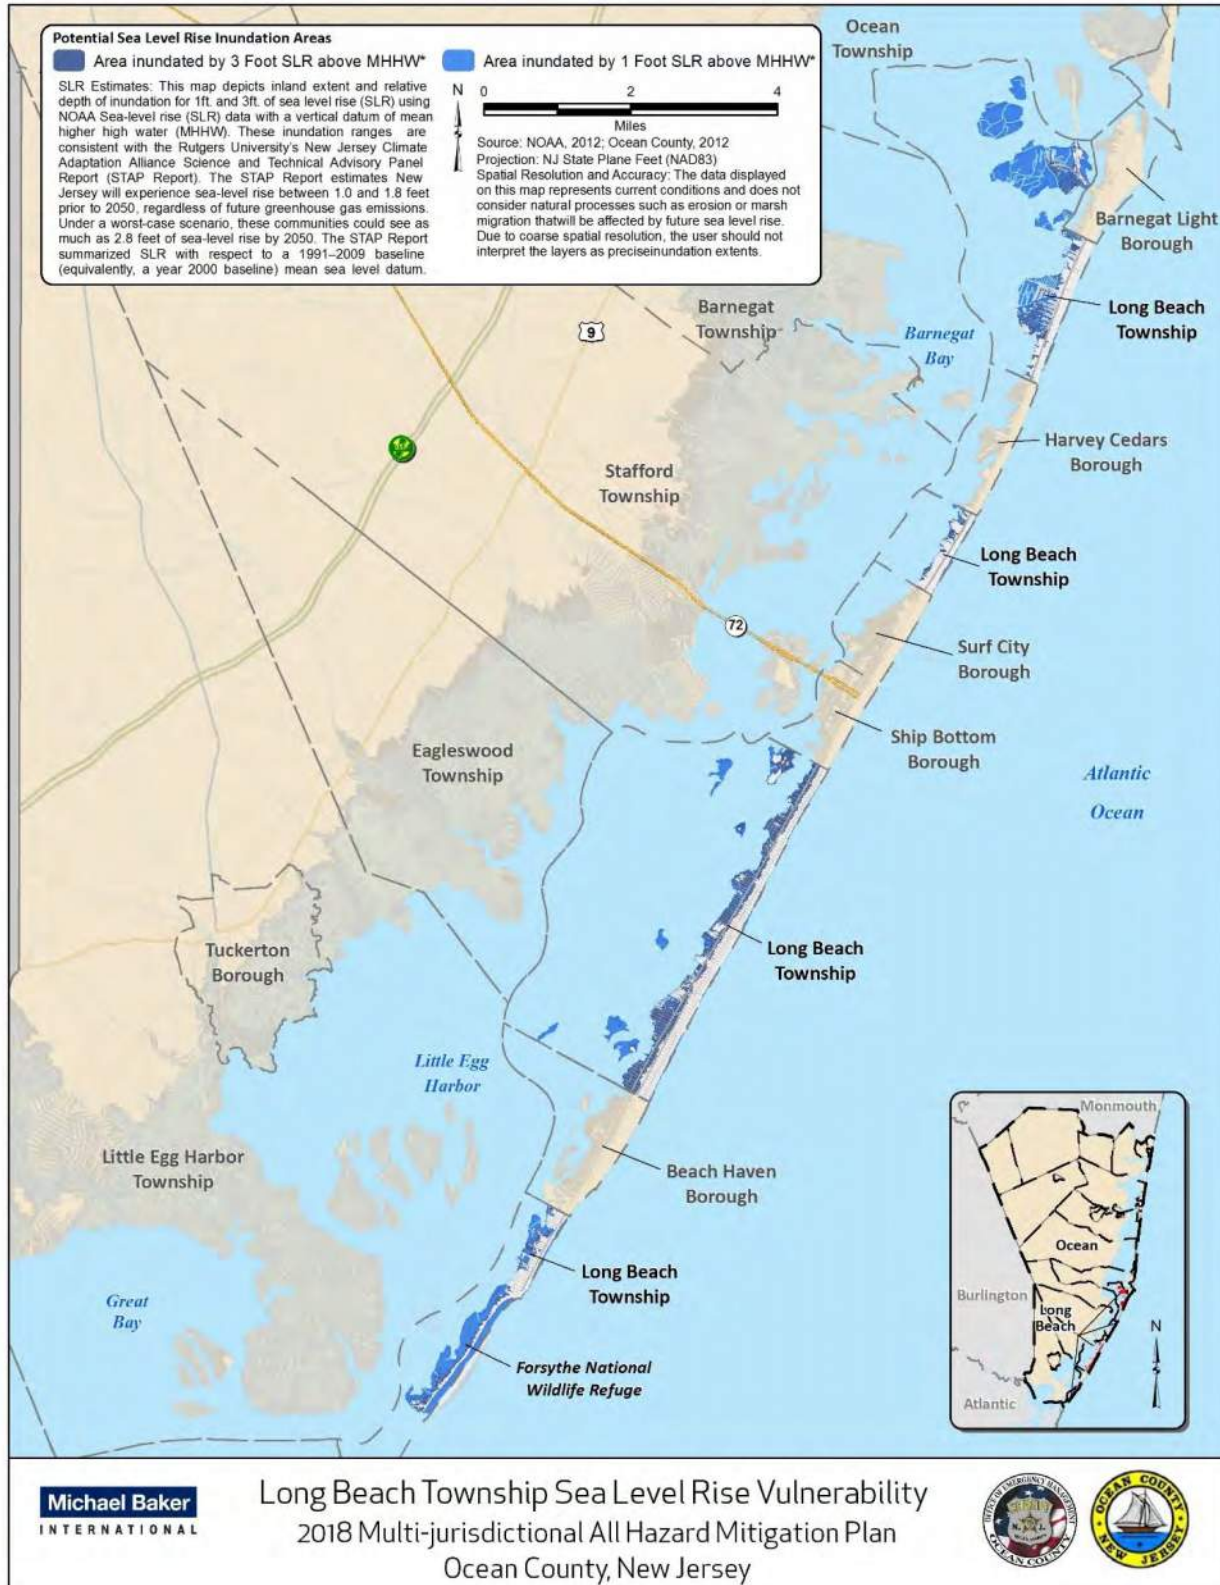 Potential Sea Level Rise Inundation Areas
Area inundated by 3 Foot SLR above MHHW*
Area inundated by 1 Foot SLR above MHHW*
SLR Estimates: This map depicts inland extent and relative
depth of inundation for 1ft. and 3ft. of sea level rise (SLR) using
NOAA Sea-level rise (SLR) data with a vertical datum of mean
higher high water (MHHW). These inundation ranges are
consistent with the Rutgers University's New Jersey Climate
Adaptation Alliance Science and Technical Advisory Panel
Report (STAP Report). The STAP Report estimates New
Jersey will experience sea-level rise between 1.0 and 1.8 feet
prior to 2050, regardless of future greenhouse gas emissions.
Under a worst-case scenario, these communities could see as
much as 2.8 feet of sea-level rise by 2050. The STAP Report
summarized SLR with respect to a 1991–2009 baseline
(equivalently, a year 2000 baseline) mean sea level datum.
N
0 2 4
Miles
Source: NOAA, 2012; Ocean County, 2012
Projection: NJ State Plane Feet (NAD83)
Spatial Resolution and Accuracy: The data displayed
on this map represents current conditions and does not
consider natural processes such as erosion or marsh
migration thatwill be affected by future sea level rise.
Due to coarse spatial resolution, the user should not
interpret the layers as preciseinundation extents.
Ocean
Township
Barnegat Light
Borough
Long Beach
Township
Barnegat
Township
9
Barnegat
Bay
Harvey Cedars
Borough
Stafford
Township
Long Beach
Township
72
Surf City
Borough
Ship Bottom
Borough
Eagleswood
Township
Atlantic
Ocean
Tuckerton
Borough
Long Beach
Township
Little Egg
Harbor
Little Egg Harbor
Township
Beach Haven
Borough
Long Beach
Township
Great
Bay
Forsythe National
Wildlife Refuge
Monmouth
Ocean
Burlington
Long
Beach
N
Atlantic
Michael Baker
INTERNATIONAL
Long Beach Township Sea Level Rise Vulnerability
2018 Multi-jurisdictional All Hazard Mitigation Plan
Ocean County, New Jersey
OFFICE OF EMERGENCY MANAGEMENT
N. J.
OCEAN COUNTY
OCEAN COUNTY
NEW JERSEY